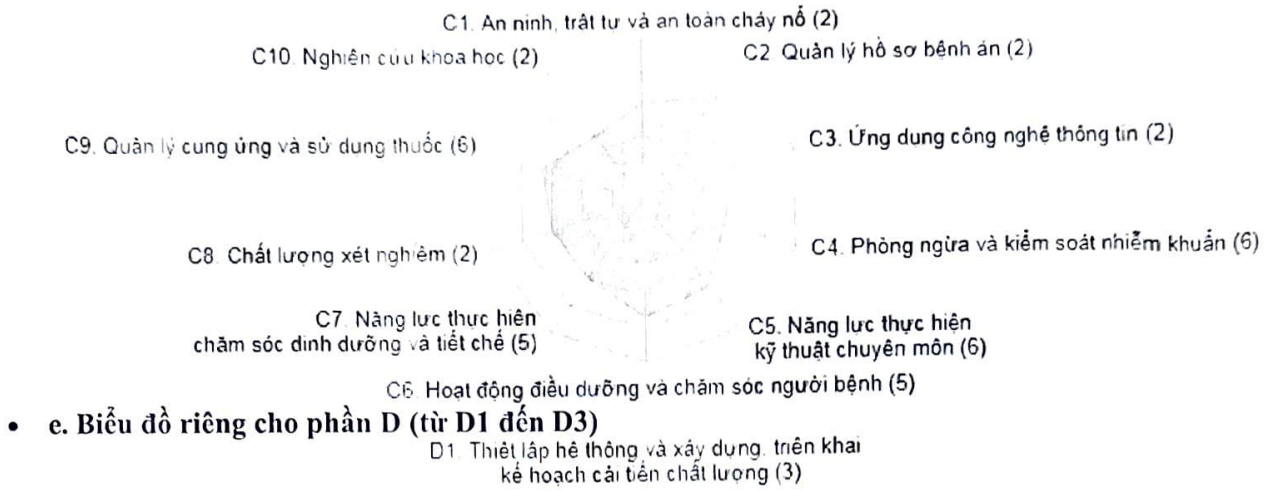 C1. An ninh, trật tự và an toàn cháy nổ (2)
C10. Nghiên cứu khoa học (2)
C2 Quản lý hồ sơ bệnh án (2)
C9. Quản lý cung ứng và sử dụng thuốc (6)
C3. Ứng dụng công nghệ thông tin (2)
C8. Chất lượng xét nghiệm (2)
C4. Phòng ngừa và kiểm soát nhiễm khuẩn (6)
C7. Năng lực thực hiện
chăm sóc dinh dưỡng và tiết chế (5)
C5. Năng lực thực hiện
kỹ thuật chuyên môn (6)
C6. Hoạt động điều dưỡng và chăm sóc người bệnh (5)
• e. Biểu đồ riêng cho phần D (từ D1 đến D3)
D1. Thiết lập hệ thống và xây dựng, triển khai
kế hoạch cải tiến chất lượng (3)